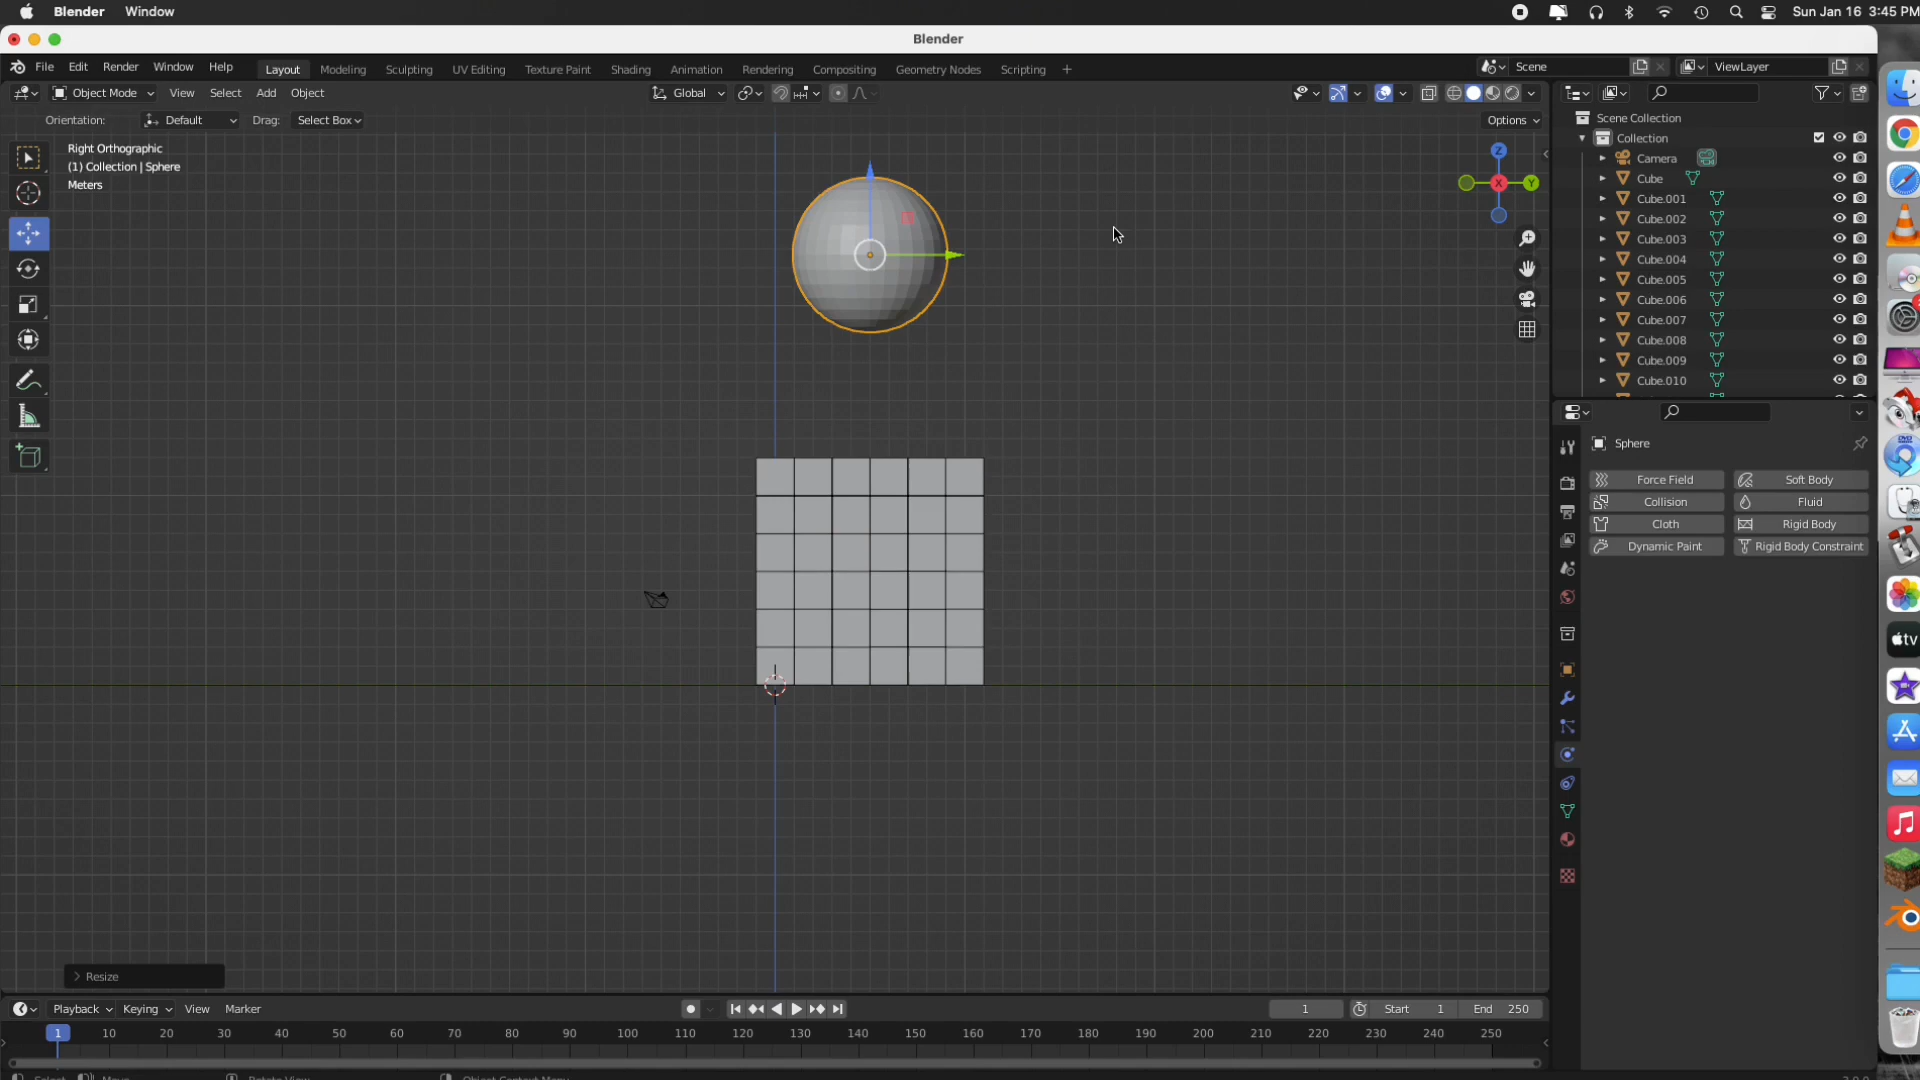 Blender Window Sun Jan 16 3:45 PM
Blender
File Edit Render Window Help Layout Modeling Sculpting UV Editing Texture Paint Shading Animation Rendering Compositing Geometry Nodes Scripting + Scene ViewLayer
Object Mode View Select Add Object Global
Orientation: Default Drag: Select Box Options
Right Orthographic
(1) Collection | Sphere
Meters
Z
X
Y
Scene Collection
Collection
Camera
Cube
Cube.001
Cube.002
Cube.003
Cube.004
Cube.005
Cube.006
Cube.007
Cube.008
Cube.009
Cube.010
Sphere
Force Field Soft Body
Collision Fluid
Cloth Rigid Body
Dynamic Paint Rigid Body Constraint
DVD
tv
> Resize
Playback Keying View Marker 1 Start 1 End 250
1 10 20 30 40 50 60 70 80 90 100 110 120 130 140 150 160 170 180 190 200 210 220 230 240 250